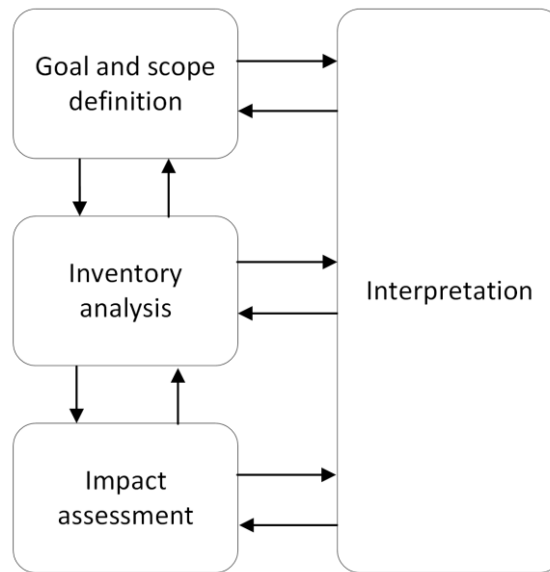 Goal and scope
definition
Inventory
analysis
Interpretation
Impact
assessment